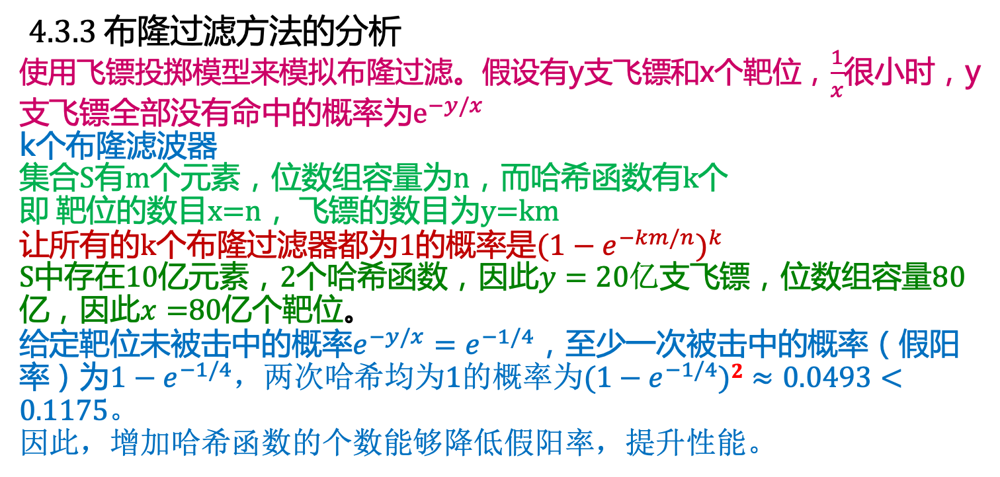 4.3.3 布隆过滤方法的分析
使用飞镖投掷模型来模拟布隆过滤。假设有y支飞镖和x个靶位，$\frac{1}{x}$很小时，y
支飞镖全部没有命中的概率为e$^{-y/x}$
k个布隆滤波器
集合S有m个元素，位数组容量为n，而哈希函数有k个
即 靶位的数目x=n， 飞镖的数目为y=km
让所有的k个布隆过滤器都为1的概率是$(1-e^{-km/n})^k$
S中存在10亿元素，2个哈希函数，因此$y=20$亿支飞镖，位数组容量80
亿，因此$x$ =80亿个靶位。
给定靶位未被击中的概率$e^{-y/x}=e^{-1/4}$，至少一次被击中的概率（假阳
率）为$1-e^{-1/4}$，两次哈希均为1的概率为$(1-e^{-1/4})^2≈0.0493<$
0.1175。
因此，增加哈希函数的个数能够降低假阳率，提升性能。